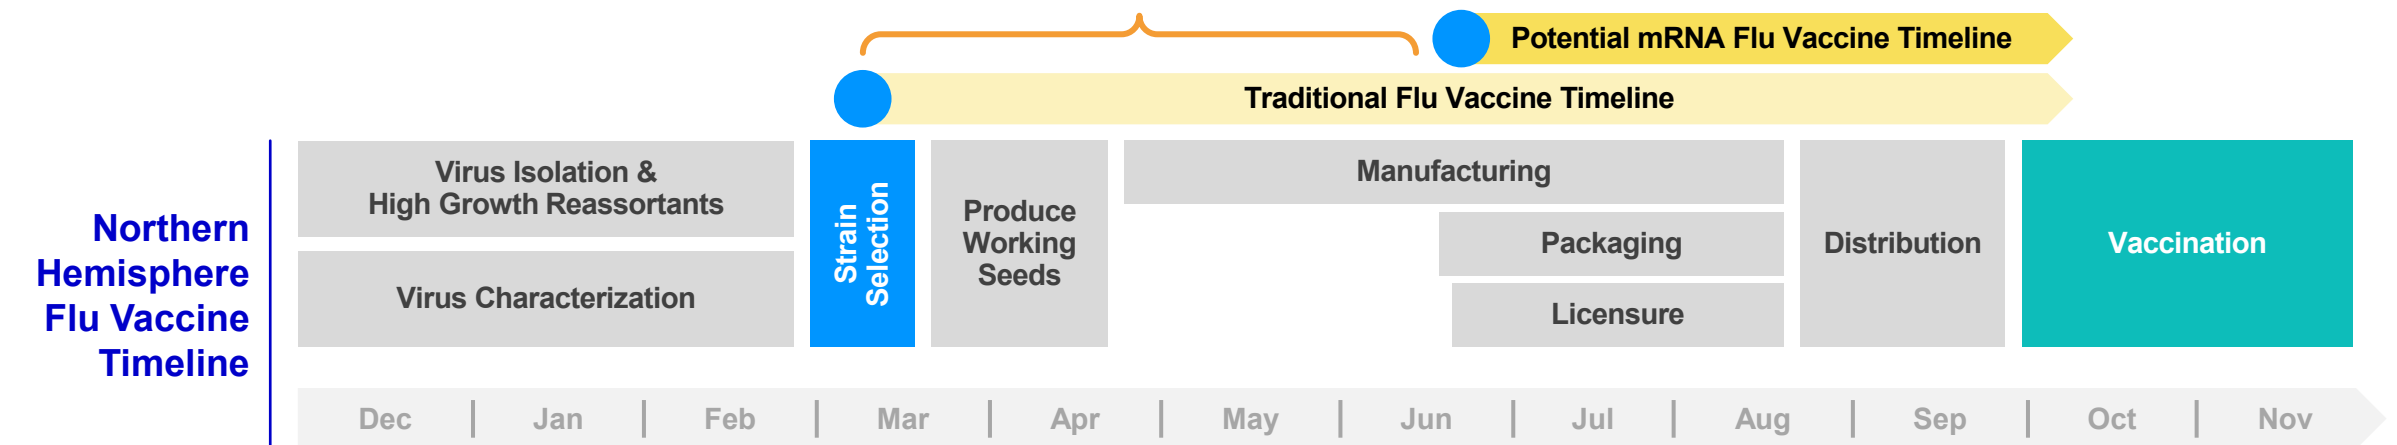 Potential mRNA Flu Vaccine Timeline
Traditional Flu Vaccine Timeline
Northern
Hemisphere
Flu Vaccine
Timeline
Virus Isolation &
High Growth Reassortants
Virus Characterization
Strain
Selection
Produce
Working
Seeds
Manufacturing
Packaging
Licensure
Distribution
Vaccination
Dec
Jan
Feb
Mar
Apr
May
Jun
Jul
Aug
Sep
Oct
Nov